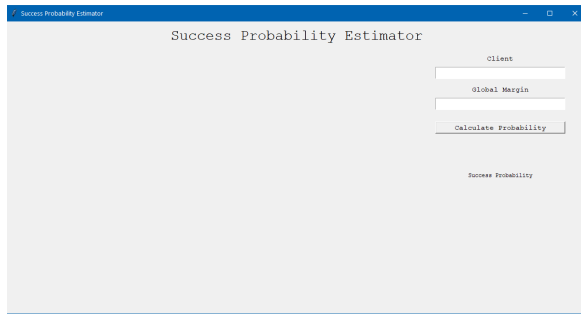 Success Probability Estimator
Success Probability Estimator
Client
Global Margin
Calculate Probability
Success Probability